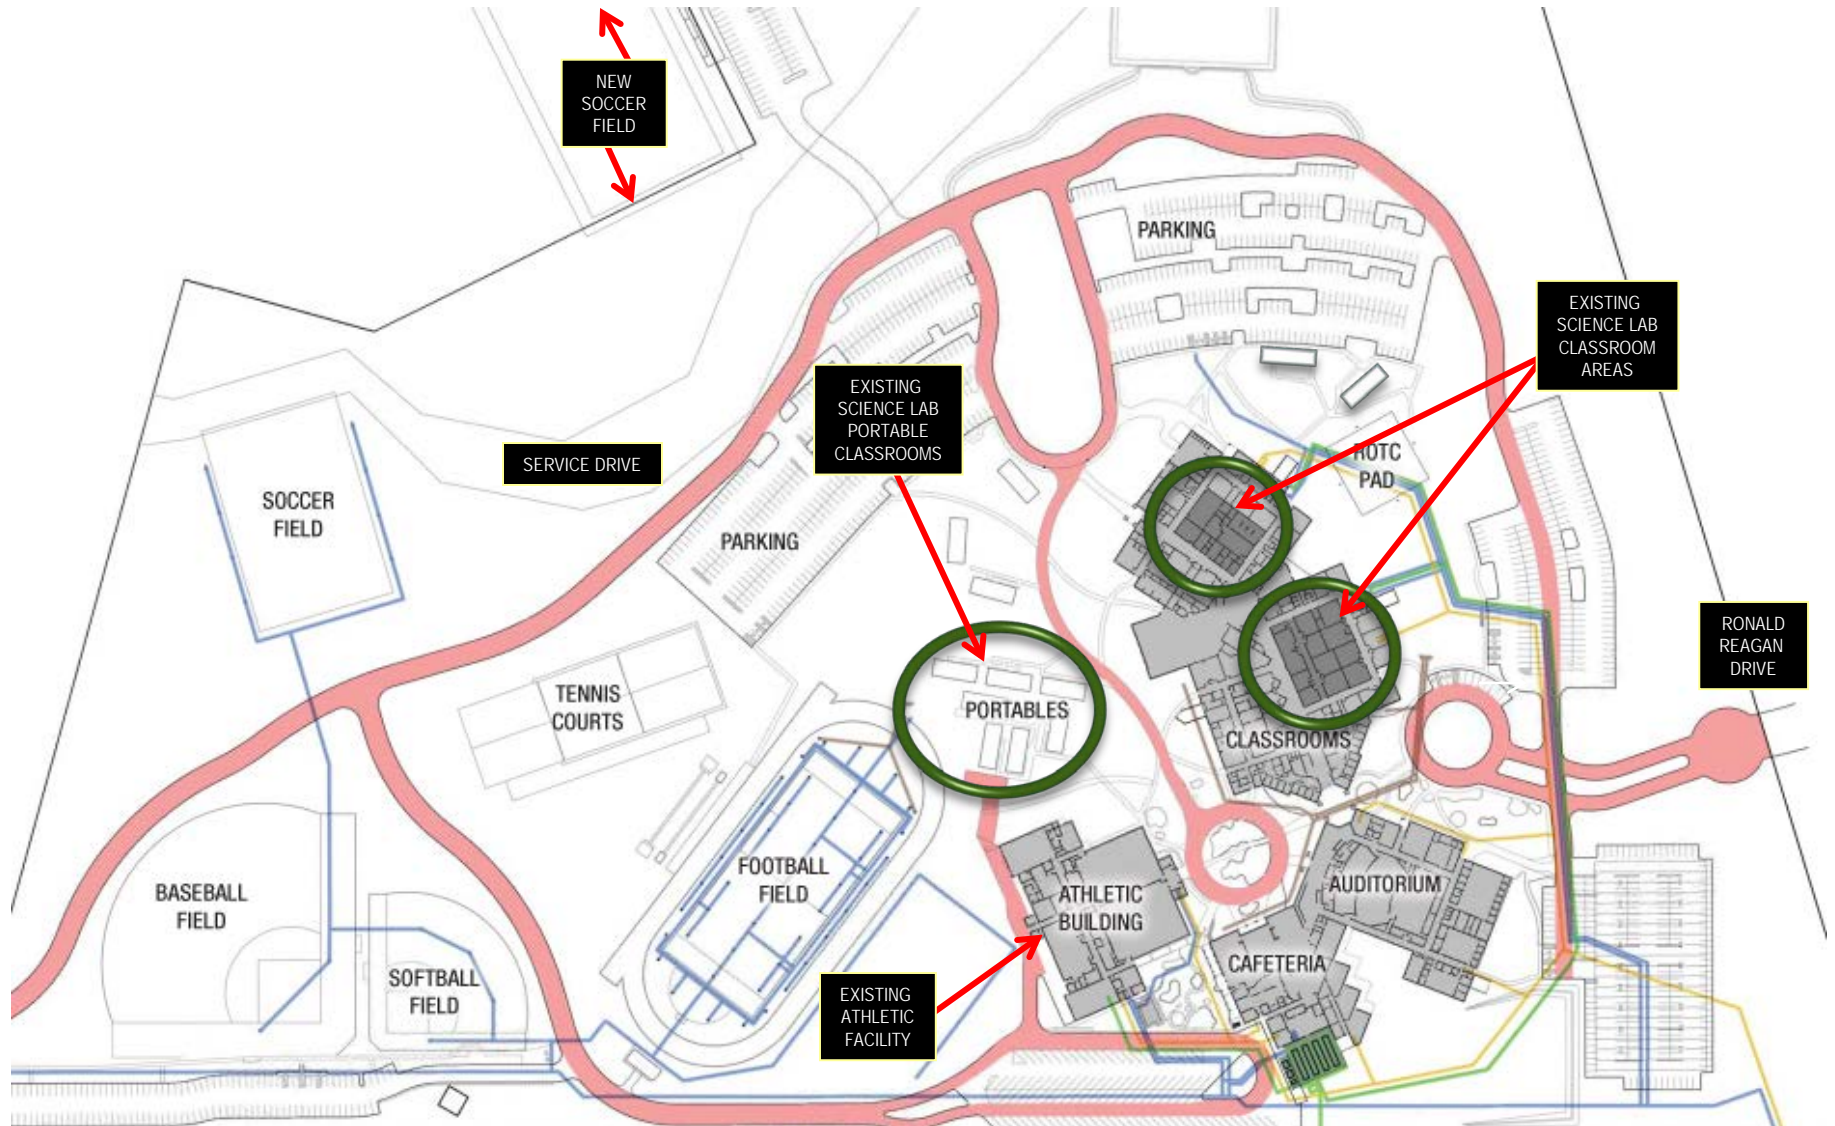 NEW
SOCCER
FIELD
PARKING
EXISTING
SCIENCE LAB
CLASSROOM
AREAS
EXISTING
SCIENCE LAB
PORTABLE
CLASSROOMS
SERVICE DRIVE
ROTC
PAD
SOCCER
FIELD
PARKING
RONALD
REAGAN
DRIVE
TENNIS
COURTS
PORTABLES
CLASSROOMS
FOOTBALL
FIELD
BASEBALL
FIELD
ATHLETIC
BUILDING
AUDITORIUM
SOFTBALL
FIELD
CAFETERIA
EXISTING
ATHLETIC
FACILITY